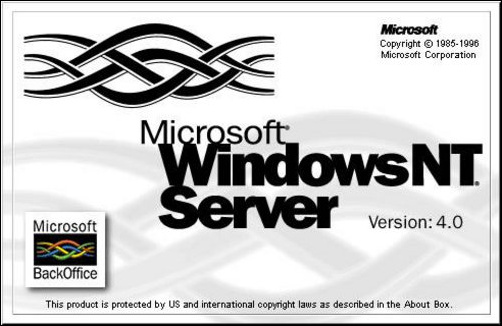 Microsoft
Copyright © 1985-1996
Microsoft Corporation
Microsoft®
Windows NT®
Server
Version: 4.0
Microsoft
BackOffice
This product is protected by US and international copyright laws as described in the About Box.